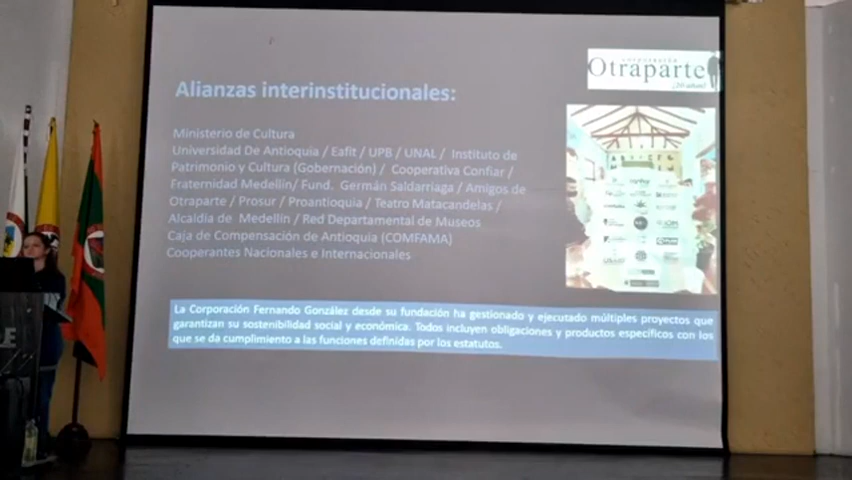 corporación
Otraparte
¡20 años!
Alianzas interinstitucionales:
Ministerio de Cultura
Universidad De Antioquia / Eafit / UPB / UNAL / Instituto de
Patrimonio y Cultura (Gobernación) / Cooperativa Confiar /
Fraternidad Medellín/ Fund. Germán Saldarriaga / Amigos de
Otraparte / Prosur / Proantioquia / Teatro Matacandelas /
Alcaldía de Medellín / Red Departamental de Museos
Caja de Compensación de Antioquia (COMFAMA)
Cooperantes Nacionales e Internacionales
La Corporación Fernando González desde su fundación ha gestionado y ejecutado múltiples proyectos que
garantizan su sostenibilidad social y económica. Todos incluyen obligaciones y productos específicos con los
que se da cumplimiento a las funciones definidas por los estatutos.